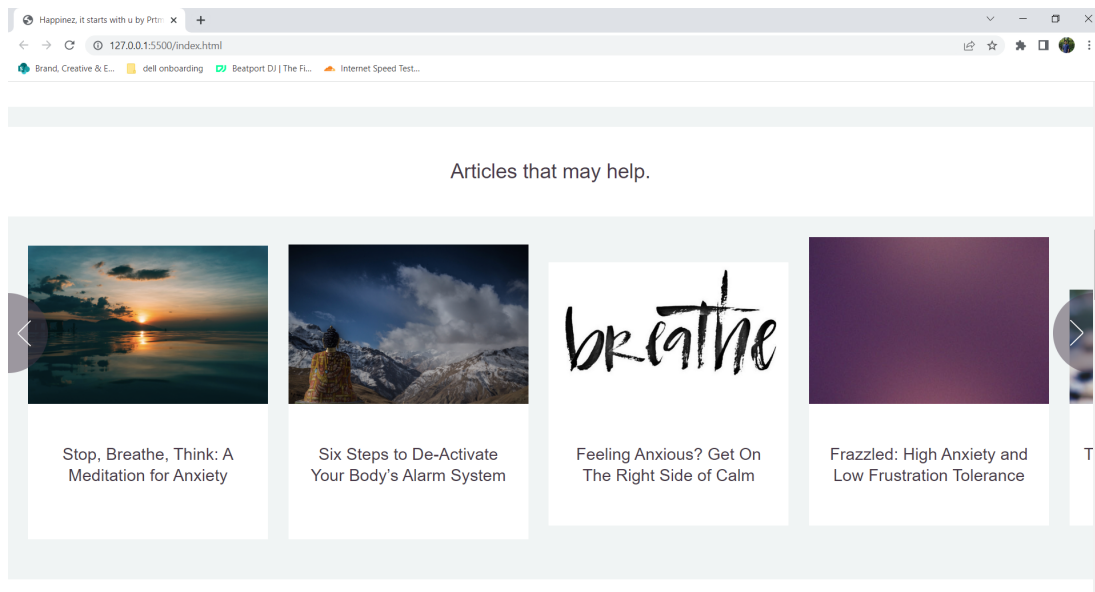 Happinez, it starts with u by Prtm
127.0.0.1:5500/index.html
Brand, Creative & E...
dell onboarding
Beatport DJ | The Fi...
Internet Speed Test...
Articles that may help.
breathe
Stop, Breathe, Think: A
Meditation for Anxiety
Six Steps to De-Activate
Your Body's Alarm System
Feeling Anxious? Get On
The Right Side of Calm
Frazzled: High Anxiety and
Low Frustration Tolerance
T